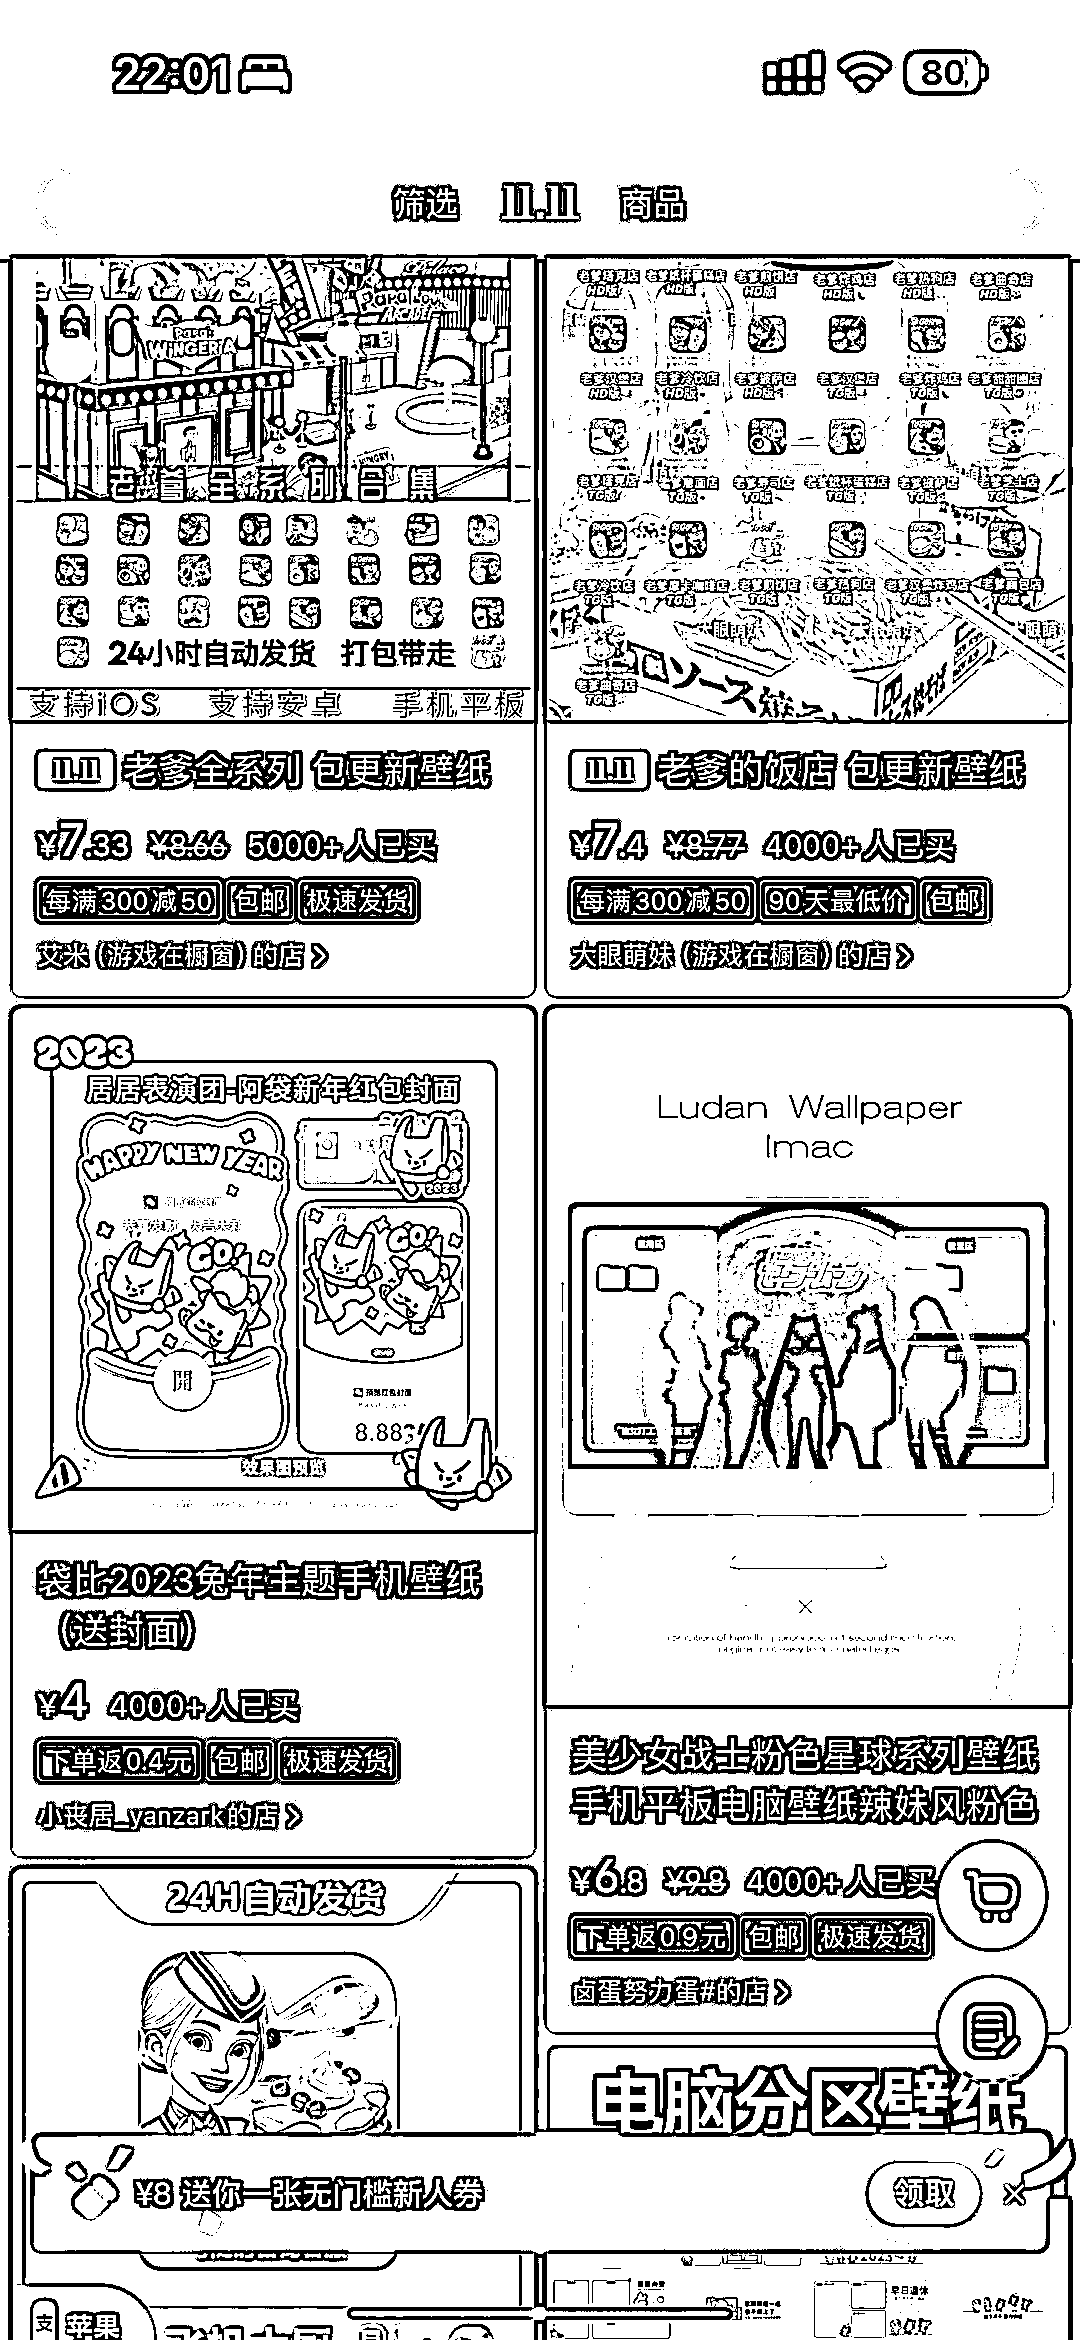 22:01
80
筛选 11.11 商品
Papa's
WiNGERiA
老爹全系列合集
24小时自动发货 打包带走
支持iOS 支持安卓 手机平板
11.11 老爹全系列 包更新壁纸
¥7.33 ¥8.66 5000+人已买
每满300减50 包邮 极速发货
艾米(游戏在橱窗)的店 >
11.11 老爹的饭店 包更新壁纸
¥7.4 ¥8.77 4000+人已买
每满300减50 90天最低价 包邮
大眼萌妹(游戏在橱窗)的店 >
2023
居居表演团-阿袋新年红包封面
HAPPY NEW YEAR
GO!
開
8.88
效果图预览
袋比2023兔年主题手机壁纸
(送封面)
¥4 4000+人已买
下单返0.4元 包邮 极速发货
小丧居_yanzark的店 >
Ludan Wallpaper
Imac
美少女战士粉色星球系列壁纸
手机平板电脑壁纸辣妹风粉色
¥6.8 ¥9.8 4000+人已买
下单返0.9元 包邮 极速发货
卤蛋努力蛋#的店 >
24H自动发货
电脑分区壁纸
¥8 送你一张无门槛新人券
领取
支 苹果
早日退休